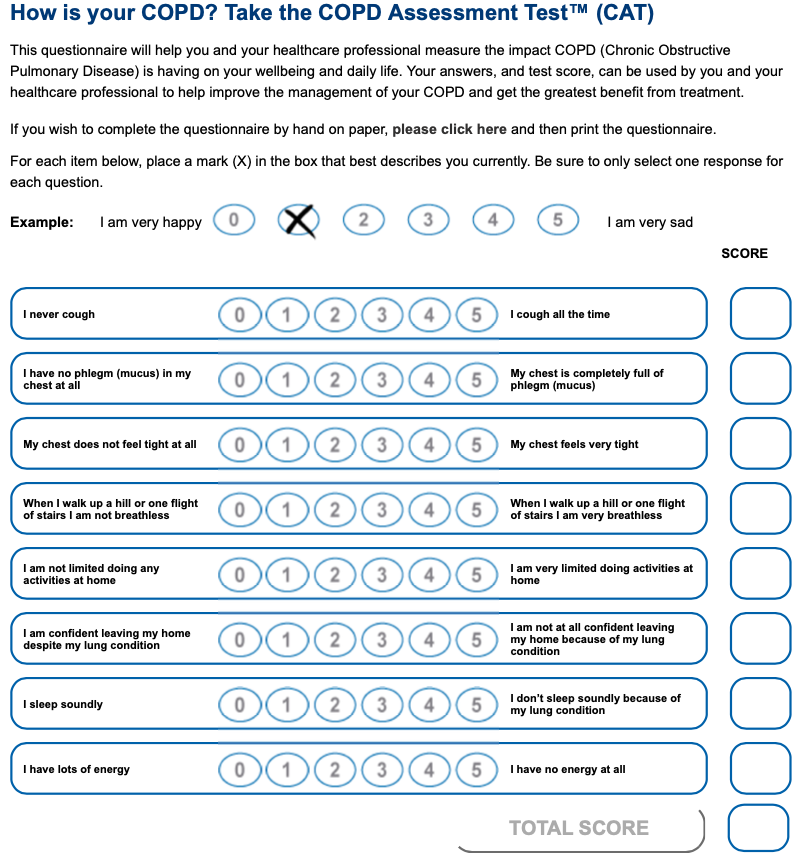 How is your COPD? Take the COPD Assessment Test™ (CAT)
This questionnaire will help you and your healthcare professional measure the impact COPD (Chronic Obstructive
Pulmonary Disease) is having on your wellbeing and daily life. Your answers, and test score, can be used by you and your
healthcare professional to help improve the management of your COPD and get the greatest benefit from treatment.
If you wish to complete the questionnaire by hand on paper, please click here and then print the questionnaire.
For each item below, place a mark (X) in the box that best describes you currently. Be sure to only select one response for
each question.
Example: I am very happy 0 X 2 3 4 5 I am very sad
SCORE
I never cough 0 1 2 3 4 5 I cough all the time
I have no phlegm (mucus) in my
chest at all
0 1 2 3 4 5
My chest is completely full of
phlegm (mucus)
My chest does not feel tight at all 0 1 2 3 4 5 My chest feels very tight
When I walk up a hill or one flight
of stairs I am not breathless
0 1 2 3 4 5
When I walk up a hill or one flight
of stairs I am very breathless
I am not limited doing any
activities at home
0 1 2 3 4 5
I am very limited doing activities at
home
I am confident leaving my home
despite my lung condition
0 1 2 3 4 5
I am not at all confident leaving
my home because of my lung
condition
I sleep soundly 0 1 2 3 4 5
I don't sleep soundly because of
my lung condition
I have lots of energy 0 1 2 3 4 5 I have no energy at all
TOTAL SCORE